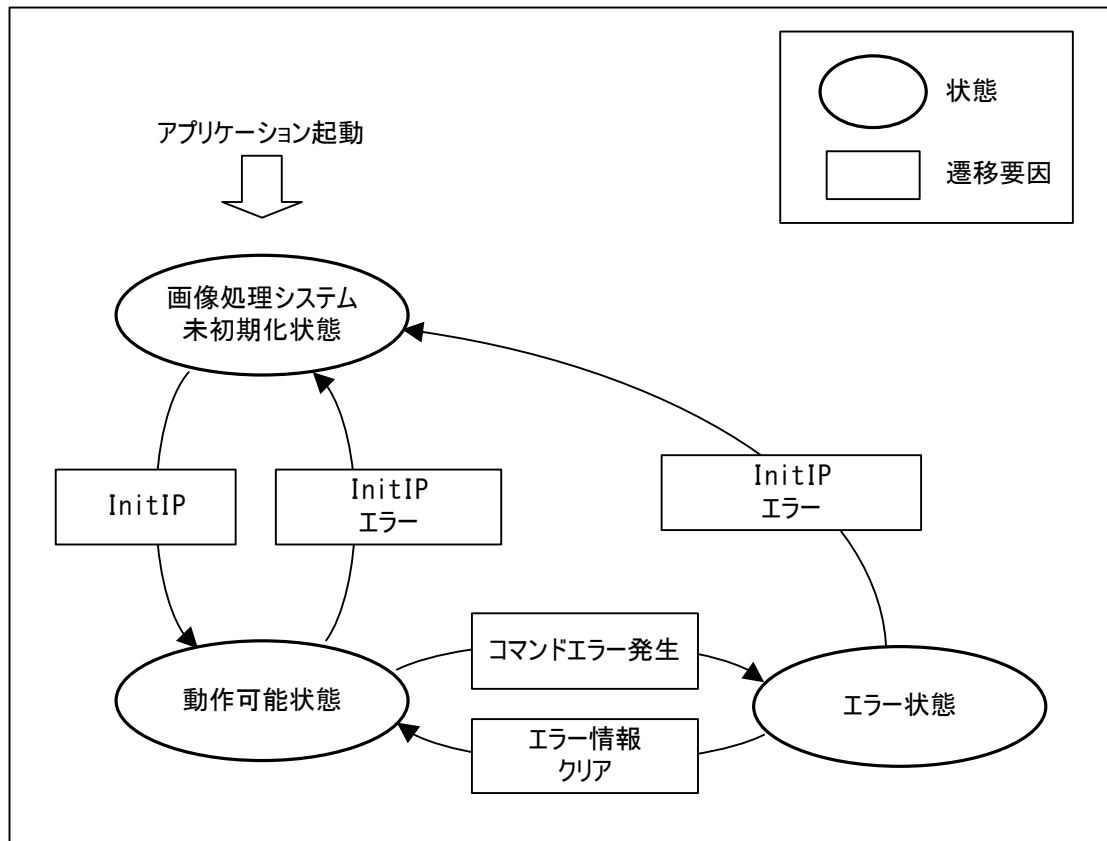 状態
遷移要因
アプリケーション起動
画像処理システム
未初期化状態
InitIP
InitIP
エラー
InitIP
エラー
コマンドエラー発生
動作可能状態
エラー状態
エラー情報
クリア